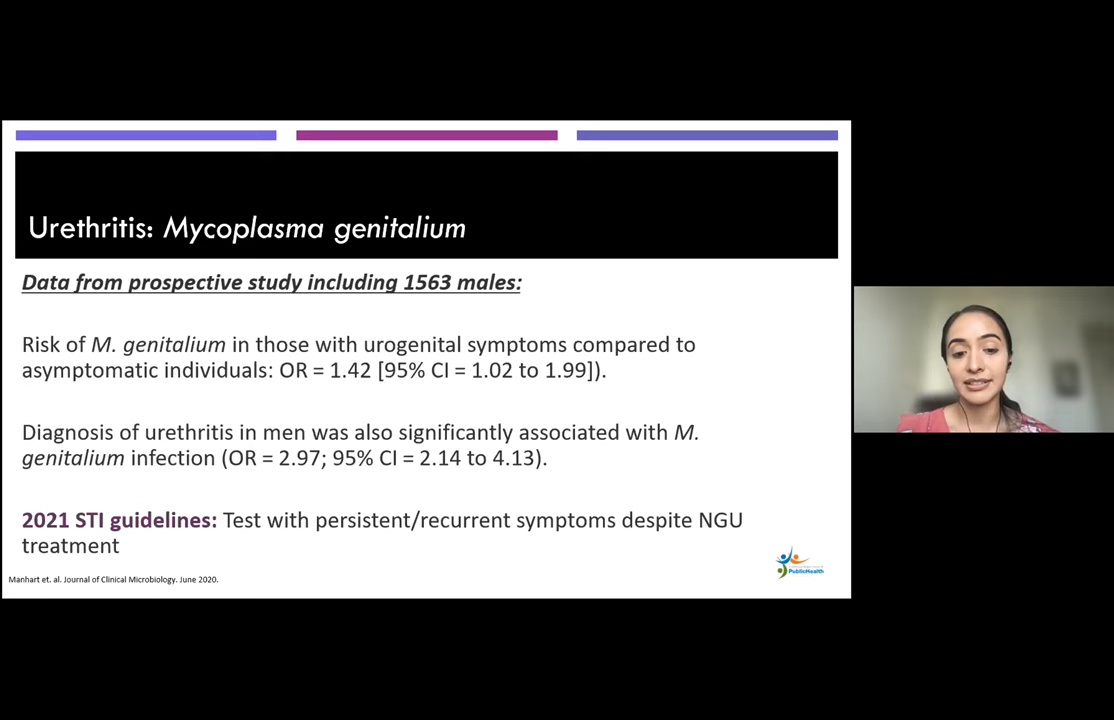 Urethritis: Mycoplasma genitalium
Data from prospective study including 1563 males:
Risk of M. genitalium in those with urogenital symptoms compared to
asymptomatic individuals: OR = 1.42 [95% CI = 1.02 to 1.99]).
Diagnosis of urethritis in men was also significantly associated with M.
genitalium infection (OR = 2.97; 95% CI = 2.14 to 4.13).
2021 STI guidelines: Test with persistent/recurrent symptoms despite NGU
treatment
Manhart et. al. Journal of Clinical Microbiology. June 2020.
PublicHealth